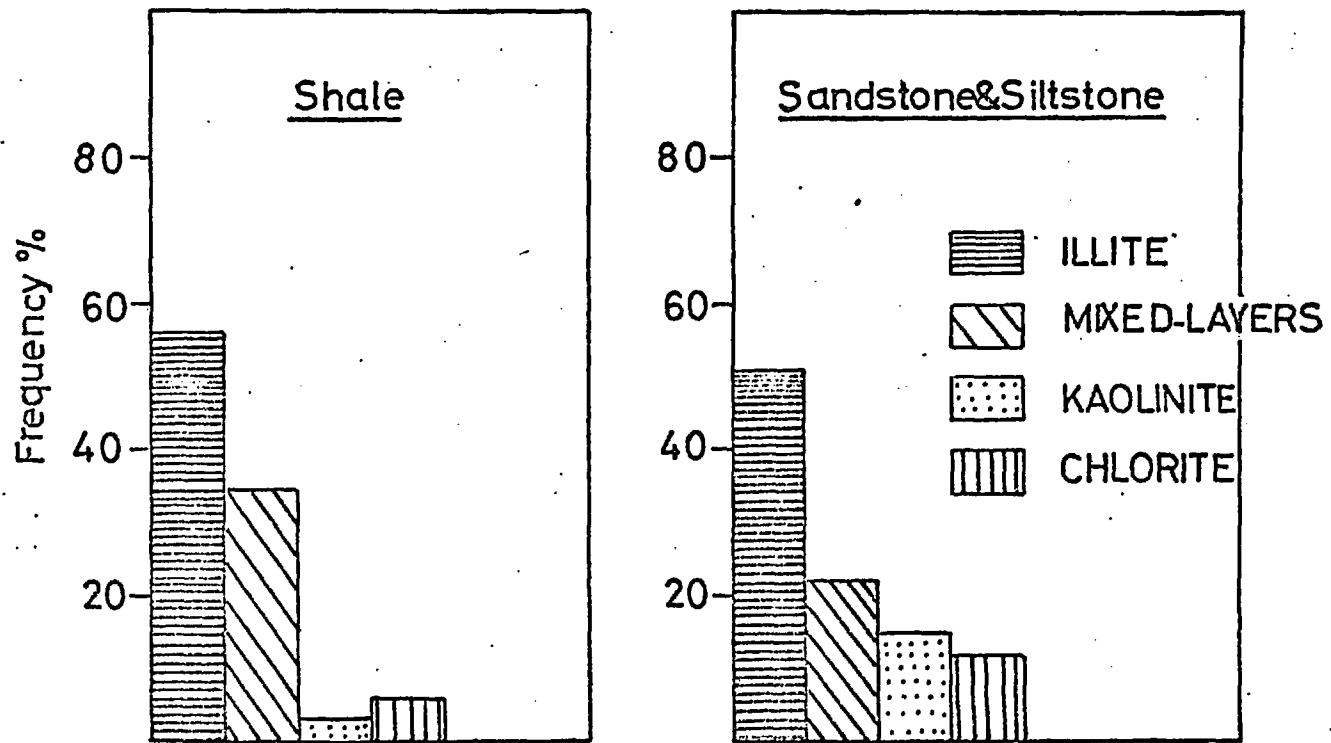 Shale
80
60
40
20
Frequency %
Sandstone&Siltstone
80
60
40
20
ILLITE
MIXED-LAYERS
KAOLINITE
CHLORITE